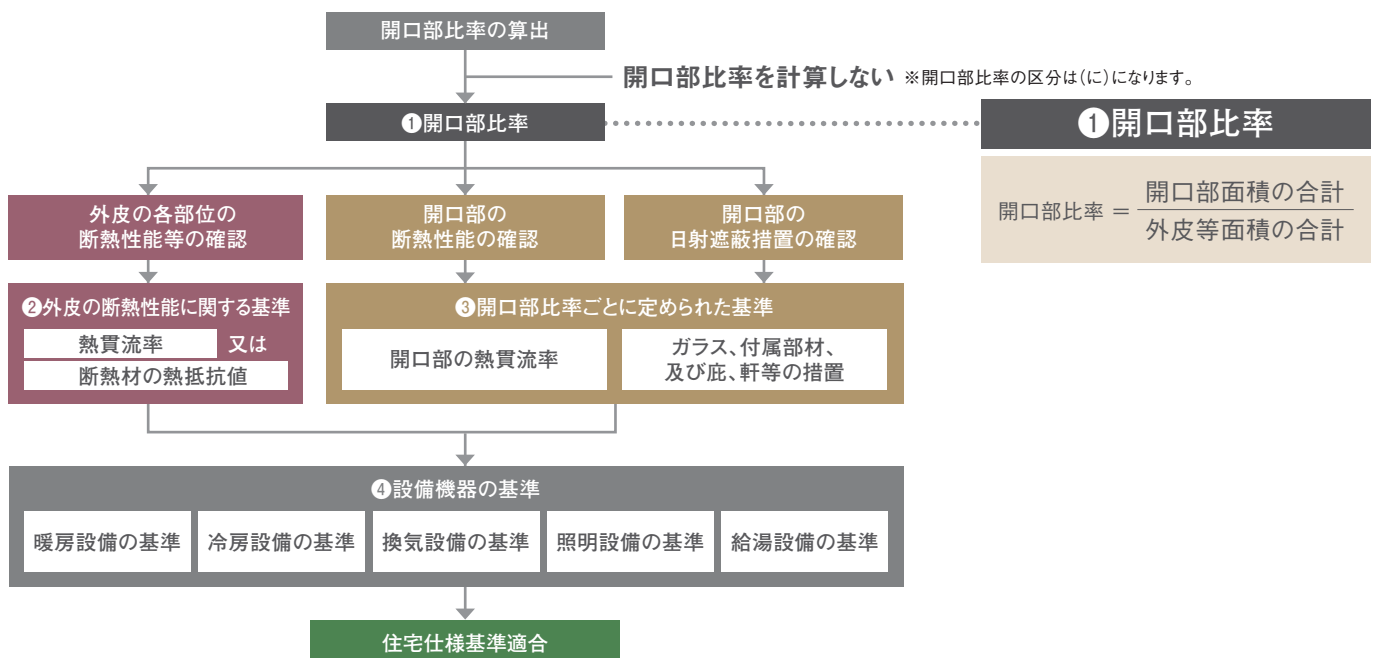 開口部比率の算出
開口部比率を計算しない ※開口部比率の区分は(に)になります。
❶開口部比率
❶開口部比率
開口部比率 = 開口部面積の合計
外皮等面積の合計
外皮の各部位の
断熱性能等の確認
開口部の
断熱性能の確認
開口部の
日射遮蔽措置の確認
❷外皮の断熱性能に関する基準
熱貫流率 又は
断熱材の熱抵抗値
❸開口部比率ごとに定められた基準
開口部の熱貫流率
ガラス、付属部材、
及び庇、軒等の措置
❹設備機器の基準
暖房設備の基準
冷房設備の基準
換気設備の基準
照明設備の基準
給湯設備の基準
住宅仕様基準適合